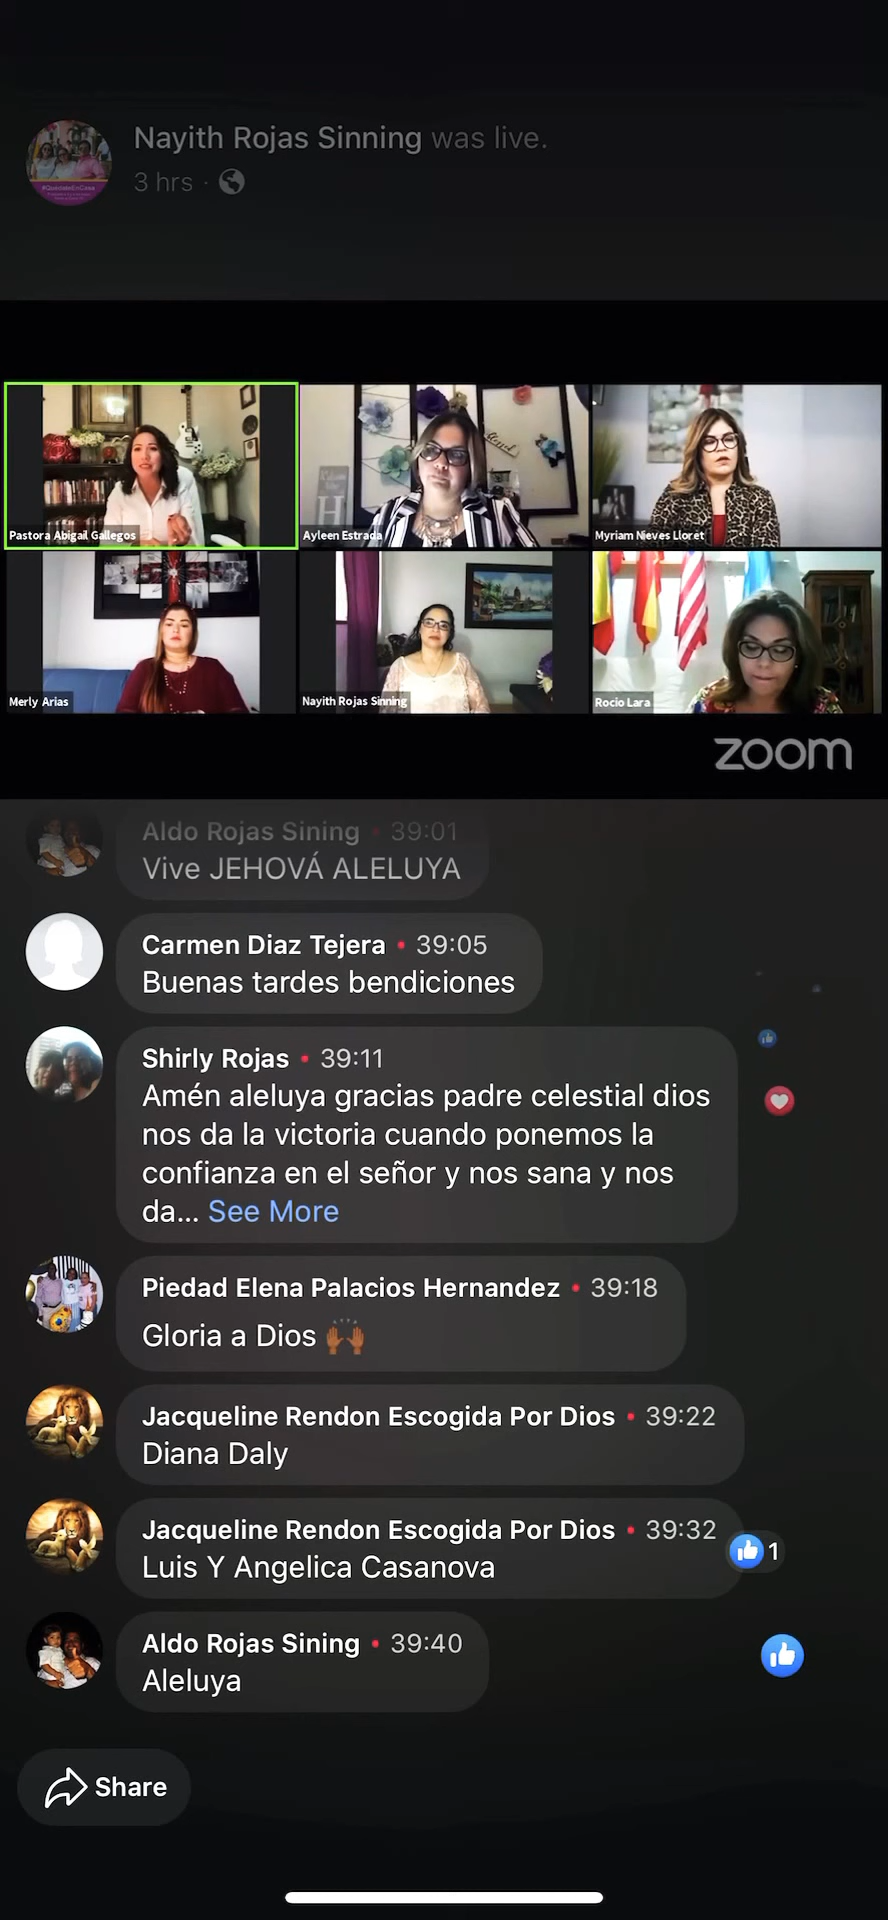 Nayith Rojas Sinning was live.
3 hrs ·
#QuédateEnCasa
Pastora Abigail Gallegos
Ayleen Estrada
Myriam Nieves Lloret
H
Merly Arias
Nayith Rojas Sinning
Rocio Lara
zoom
Aldo Rojas Sining • 39:01
Vive JEHOVÁ ALELUYA
Carmen Diaz Tejera • 39:05
Buenas tardes bendiciones
Shirly Rojas • 39:11
Amén aleluya gracias padre celestial dios
nos da la victoria cuando ponemos la
confianza en el señor y nos sana y nos
da... See More
Piedad Elena Palacios Hernandez • 39:18
Gloria a Dios 🙌🏾
Jacqueline Rendon Escogida Por Dios • 39:22
Diana Daly
Jacqueline Rendon Escogida Por Dios • 39:32
Luis Y Angelica Casanova
1
Aldo Rojas Sining • 39:40
Aleluya
Share